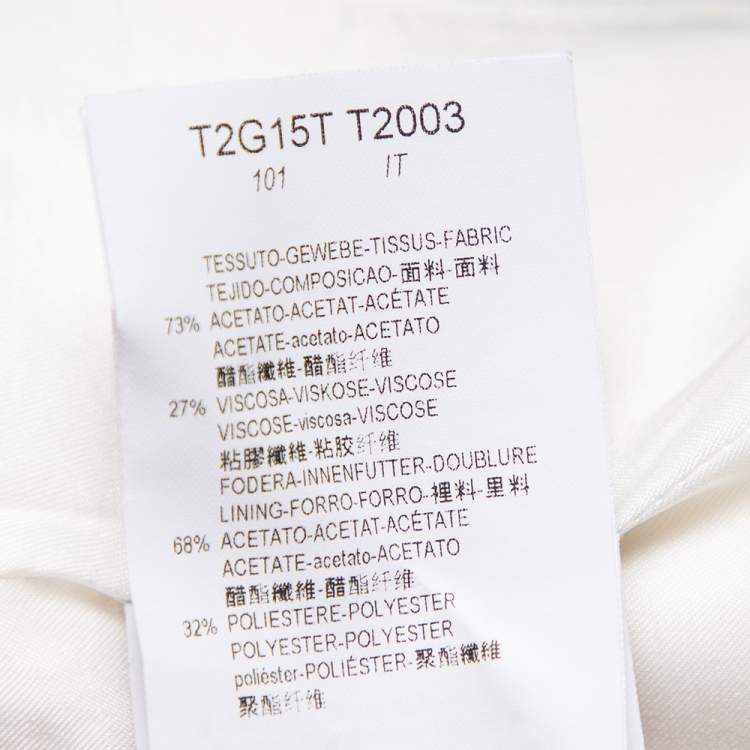 T2G15T T2003
101 IT
TESSUTO-GEWEBE-TISSUS-FABRIC
TEJIDO-COMPOSICAO-面料-面料
73% ACETATO-ACETAT-ACÉTATE
ACETATE-acetato-ACETATO
醋酯纖維-醋酯纤维
27% VISCOSA-VISKOSE-VISCOSE
VISCOSE-viscosa-VISCOSE
粘膠纖維-粘胶纤维
FODERA-INNENFUTTER-DOUBLURE
LINING-FORRO-FORRO-裡料-里料
68% ACETATO-ACETAT-ACÉTATE
ACETATE-acetato-ACETATO
醋酯纖維-醋酯纤维
32% POLIESTERE-POLYESTER
POLYESTER-POLYESTER
poliéster-POLIÉSTER-聚酯纖維
聚酯纤维